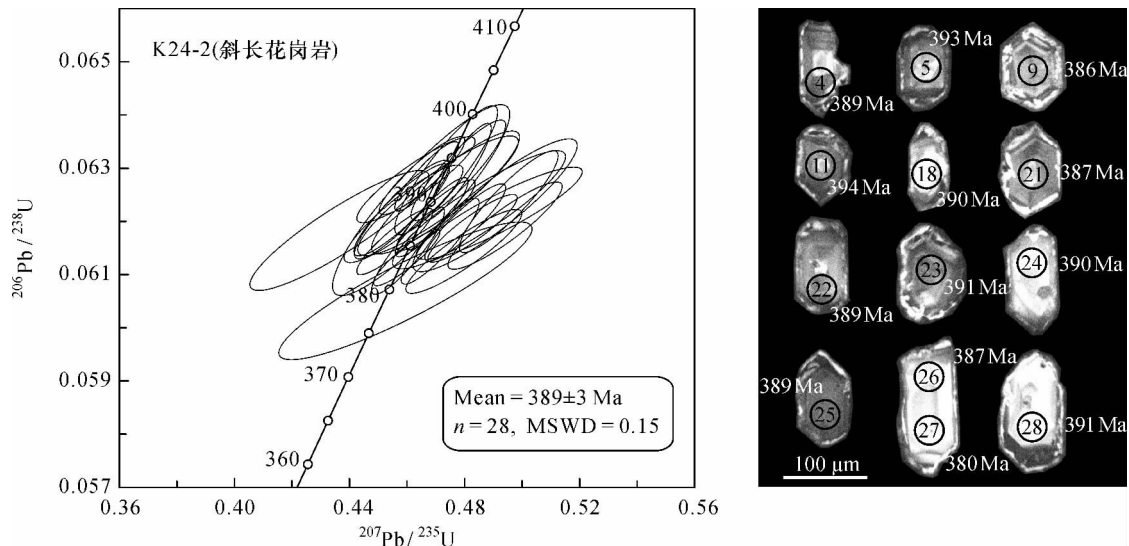 K24-2(斜长花岗岩)
0.065
0.063
0.061
0.059
0.057
²⁰⁶Pb/²³⁸U
410
400
390
380
370
360
Mean = 389±3 Ma
n = 28, MSWD = 0.15
0.36
0.40
0.44
0.48
0.52
0.56
²⁰⁷Pb/²³⁵U
4
389 Ma
393 Ma
5
9
386 Ma
11
394 Ma
18
390 Ma
21
387 Ma
22
389 Ma
23
391 Ma
24
390 Ma
389 Ma
25
387 Ma
26
27
380 Ma
28
391 Ma
100 μm